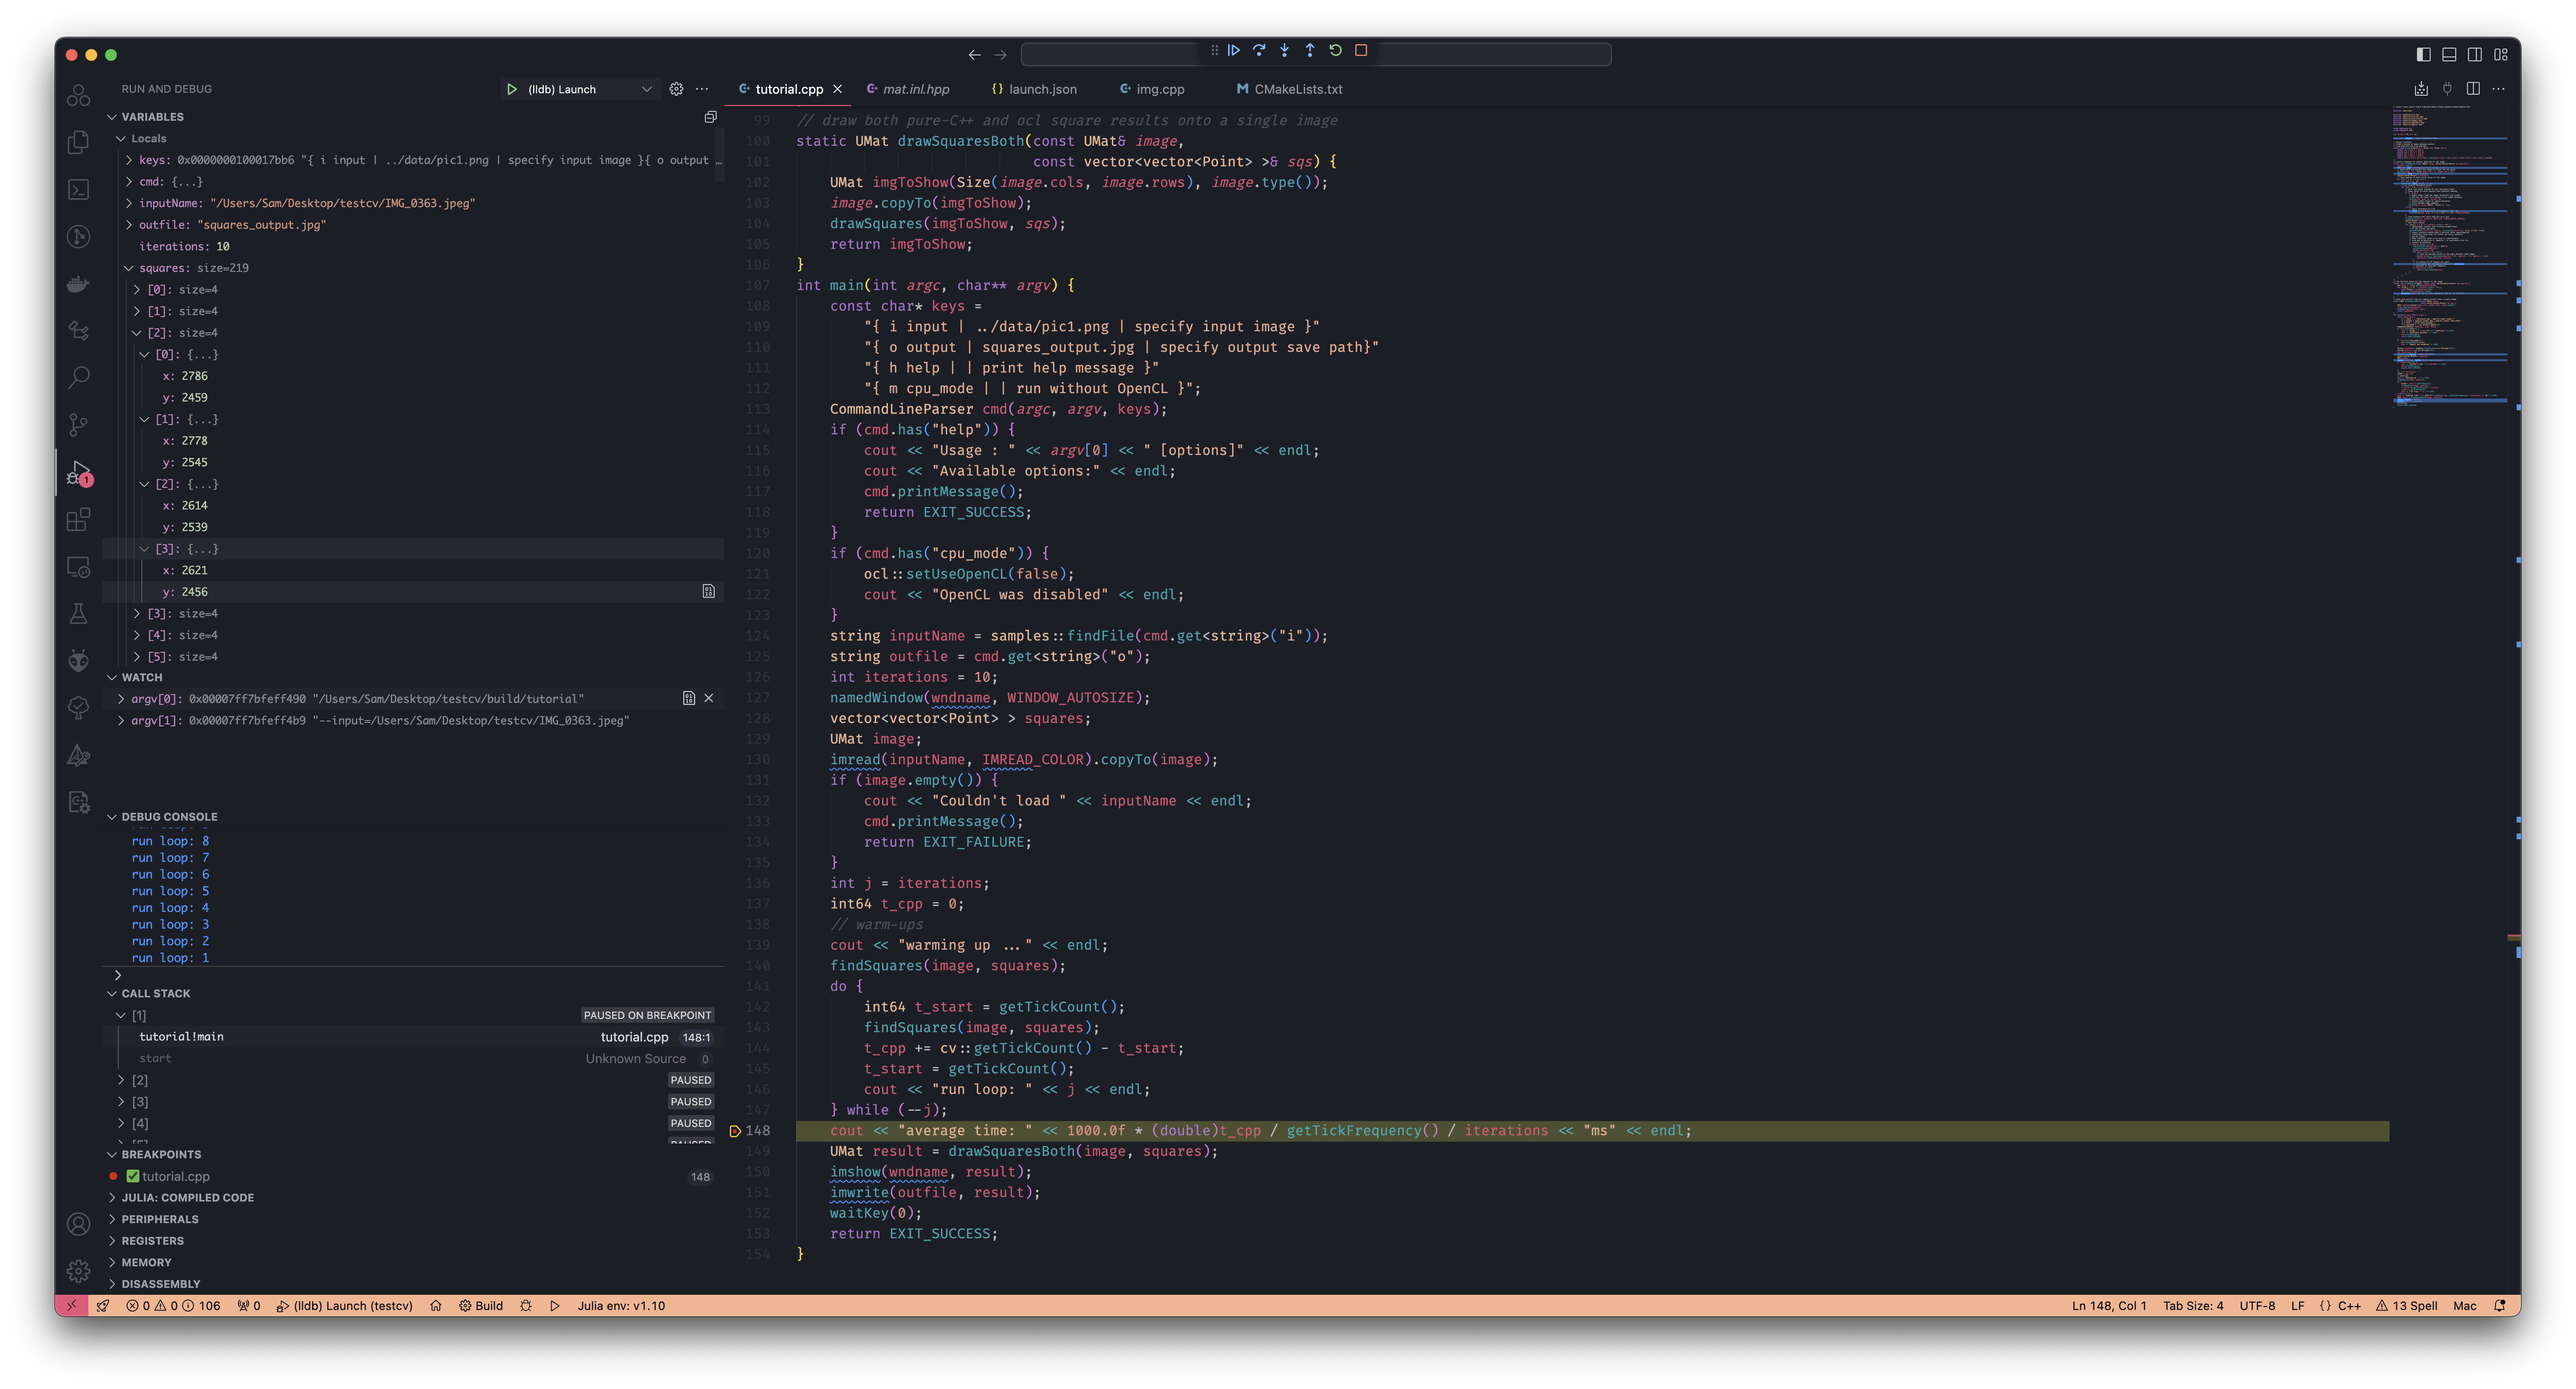 RUN AND DEBUG
(lldb) Launch
VARIABLES
Locals
keys: 0x0000000100017bb6 "{ i input | ../data/pic1.png | specify input image }{ o output …
cmd: {...}
inputName: "/Users/Sam/Desktop/testcv/IMG_0363.jpeg"
outfile: "squares_output.jpg"
iterations: 10
squares: size=219
[0]: size=4
[1]: size=4
[2]: size=4
[0]: {...}
x: 2786
y: 2459
[1]: {...}
x: 2778
y: 2545
[2]: {...}
x: 2614
y: 2539
[3]: {...}
x: 2621
y: 2456
[3]: size=4
[4]: size=4
[5]: size=4
WATCH
argv[0]: 0x00007ff7bfeff490 "/Users/Sam/Desktop/testcv/build/tutorial"
argv[1]: 0x00007ff7bfeff4b9 "--input=/Users/Sam/Desktop/testcv/IMG_0363.jpeg"
DEBUG CONSOLE
run loop: 8
run loop: 7
run loop: 6
run loop: 5
run loop: 4
run loop: 3
run loop: 2
run loop: 1
CALL STACK
[1] PAUSED ON BREAKPOINT
tutorial!main tutorial.cpp 148:1
start Unknown Source 0
[2] PAUSED
[3] PAUSED
[4] PAUSED
BREAKPOINTS
tutorial.cpp 148
JULIA: COMPILED CODE
PERIPHERALS
REGISTERS
MEMORY
DISASSEMBLY
tutorial.cpp mat.inl.hpp launch.json img.cpp CMakeLists.txt
99 // draw both pure-C++ and ocl square results onto a single image
100 static UMat drawSquaresBoth(const UMat& image,
101 const vector<vector<Point> >& sqs) {
102 UMat imgToShow(Size(image.cols, image.rows), image.type());
103 image.copyTo(imgToShow);
104 drawSquares(imgToShow, sqs);
105 return imgToShow;
106 }
107 int main(int argc, char** argv) {
108 const char* keys =
109 "{ i input | ../data/pic1.png | specify input image }"
110 "{ o output | squares_output.jpg | specify output save path}"
111 "{ h help | | print help message }"
112 "{ m cpu_mode | | run without OpenCL }";
113 CommandLineParser cmd(argc, argv, keys);
114 if (cmd.has("help")) {
115 cout << "Usage : " << argv[0] << " [options]" << endl;
116 cout << "Available options:" << endl;
117 cmd.printMessage();
118 return EXIT_SUCCESS;
119 }
120 if (cmd.has("cpu_mode")) {
121 ocl::setUseOpenCL(false);
122 cout << "OpenCL was disabled" << endl;
123 }
124 string inputName = samples::findFile(cmd.get<string>("i"));
125 string outfile = cmd.get<string>("o");
126 int iterations = 10;
127 namedWindow(wndname, WINDOW_AUTOSIZE);
128 vector<vector<Point> > squares;
129 UMat image;
130 imread(inputName, IMREAD_COLOR).copyTo(image);
131 if (image.empty()) {
132 cout << "Couldn't load " << inputName << endl;
133 cmd.printMessage();
134 return EXIT_FAILURE;
135 }
136 int j = iterations;
137 int64 t_cpp = 0;
138 // warm-ups
139 cout << "warming up ..." << endl;
140 findSquares(image, squares);
141 do {
142 int64 t_start = getTickCount();
143 findSquares(image, squares);
144 t_cpp += cv::getTickCount() - t_start;
145 t_start = getTickCount();
146 cout << "run loop: " << j << endl;
147 } while (--j);
148 cout << "average time: " << 1000.0f * (double)t_cpp / getTickFrequency() / iterations << "ms" << endl;
149 UMat result = drawSquaresBoth(image, squares);
150 imshow(wndname, result);
151 imwrite(outfile, result);
152 waitKey(0);
153 return EXIT_SUCCESS;
154 }
0 0 106 0 (lldb) Launch (testcv) Build Julia env: v1.10 Ln 148, Col 1 Tab Size: 4 UTF-8 LF {} C++ 13 Spell Mac